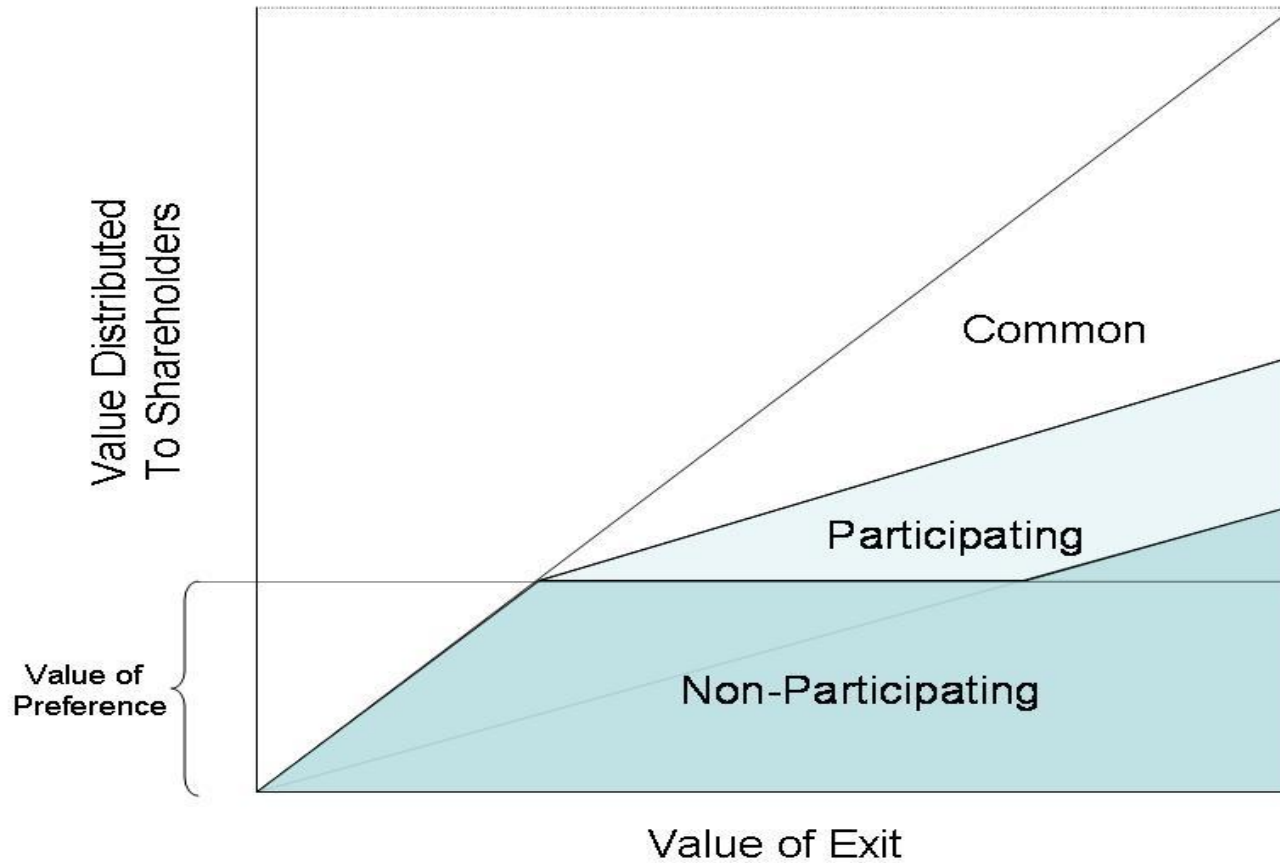 Value Distributed
To Shareholders
Common
Participating
Value of
Preference
Non-Participating
Value of Exit